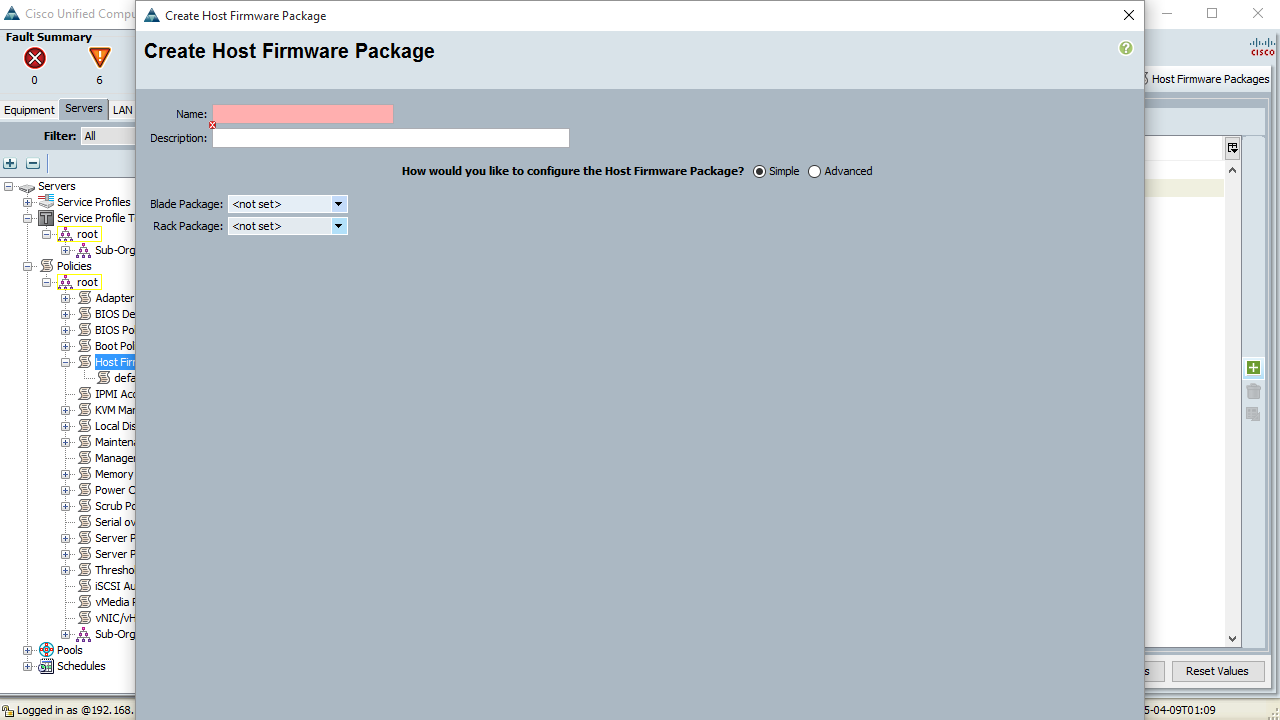 Cisco Unified Compu
Create Host Firmware Package
Fault Summary
0
6
Create Host Firmware Package
?
CISCO
Host Firmware Packages
Equipment
Servers
LAN
Filter:
All
Name:
Description:
How would you like to configure the Host Firmware Package?
Simple
Advanced
Blade Package:
<not set>
Rack Package:
<not set>
Servers
Service Profiles
Service Profile T
root
Sub-Org
Policies
root
Adapter
BIOS De
BIOS Pol
Boot Poli
Host Firm
defa
IPMI Acc
KVM Man
Local Dis
Maintena
Manager
Memory
Power C
Scrub Po
Serial ov
Server P
Server P
Thresho
iSCSI Au
vMedia P
vNIC/vH
Sub-Org
Pools
Schedules
s
Reset Values
Logged in as @192.168.
5-04-09T01:09